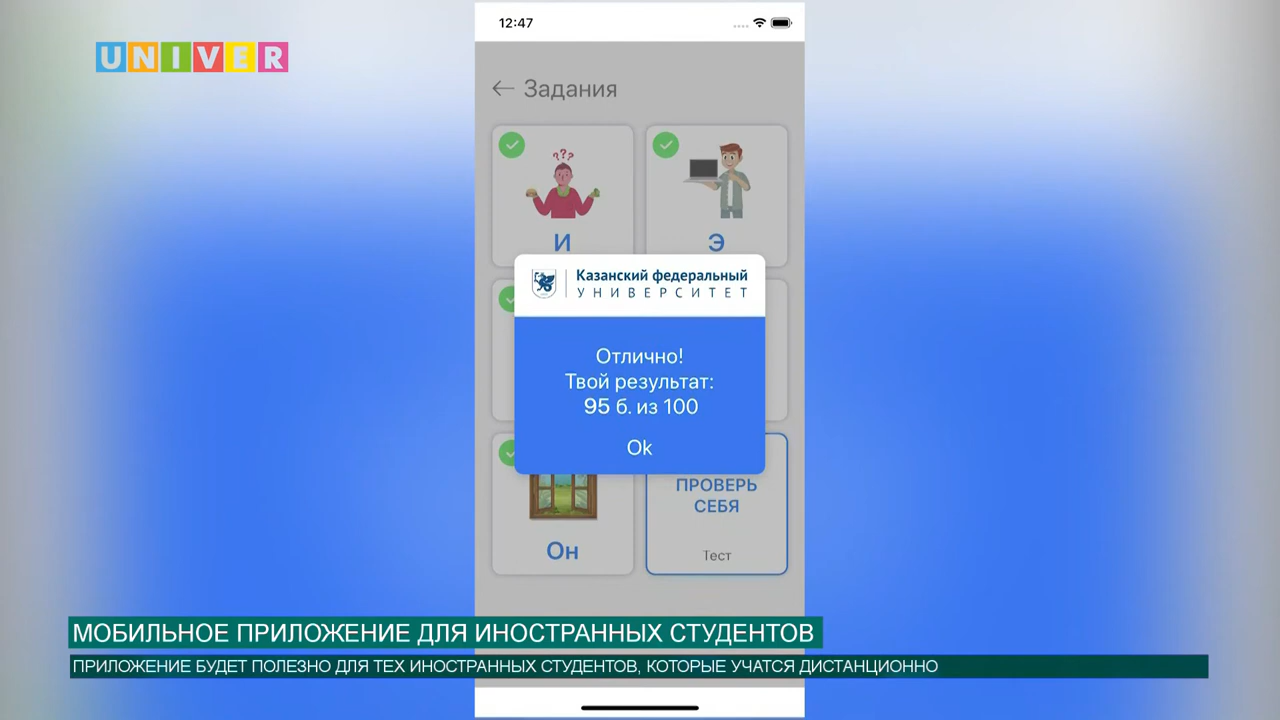 12:47
UNIVER
← Задания
???
И
Э
Казанский федеральный
УНИВЕРСИТЕТ
Отлично!
Твой результат:
95 б. из 100
Ok
ПРОВЕРЬ
СЕБЯ
Он
Тест
МОБИЛЬНОЕ ПРИЛОЖЕНИЕ ДЛЯ ИНОСТРАННЫХ СТУДЕНТОВ
ПРИЛОЖЕНИЕ БУДЕТ ПОЛЕЗНО ДЛЯ ТЕХ ИНОСТРАННЫХ СТУДЕНТОВ, КОТОРЫЕ УЧАТСЯ ДИСТАНЦИОННО